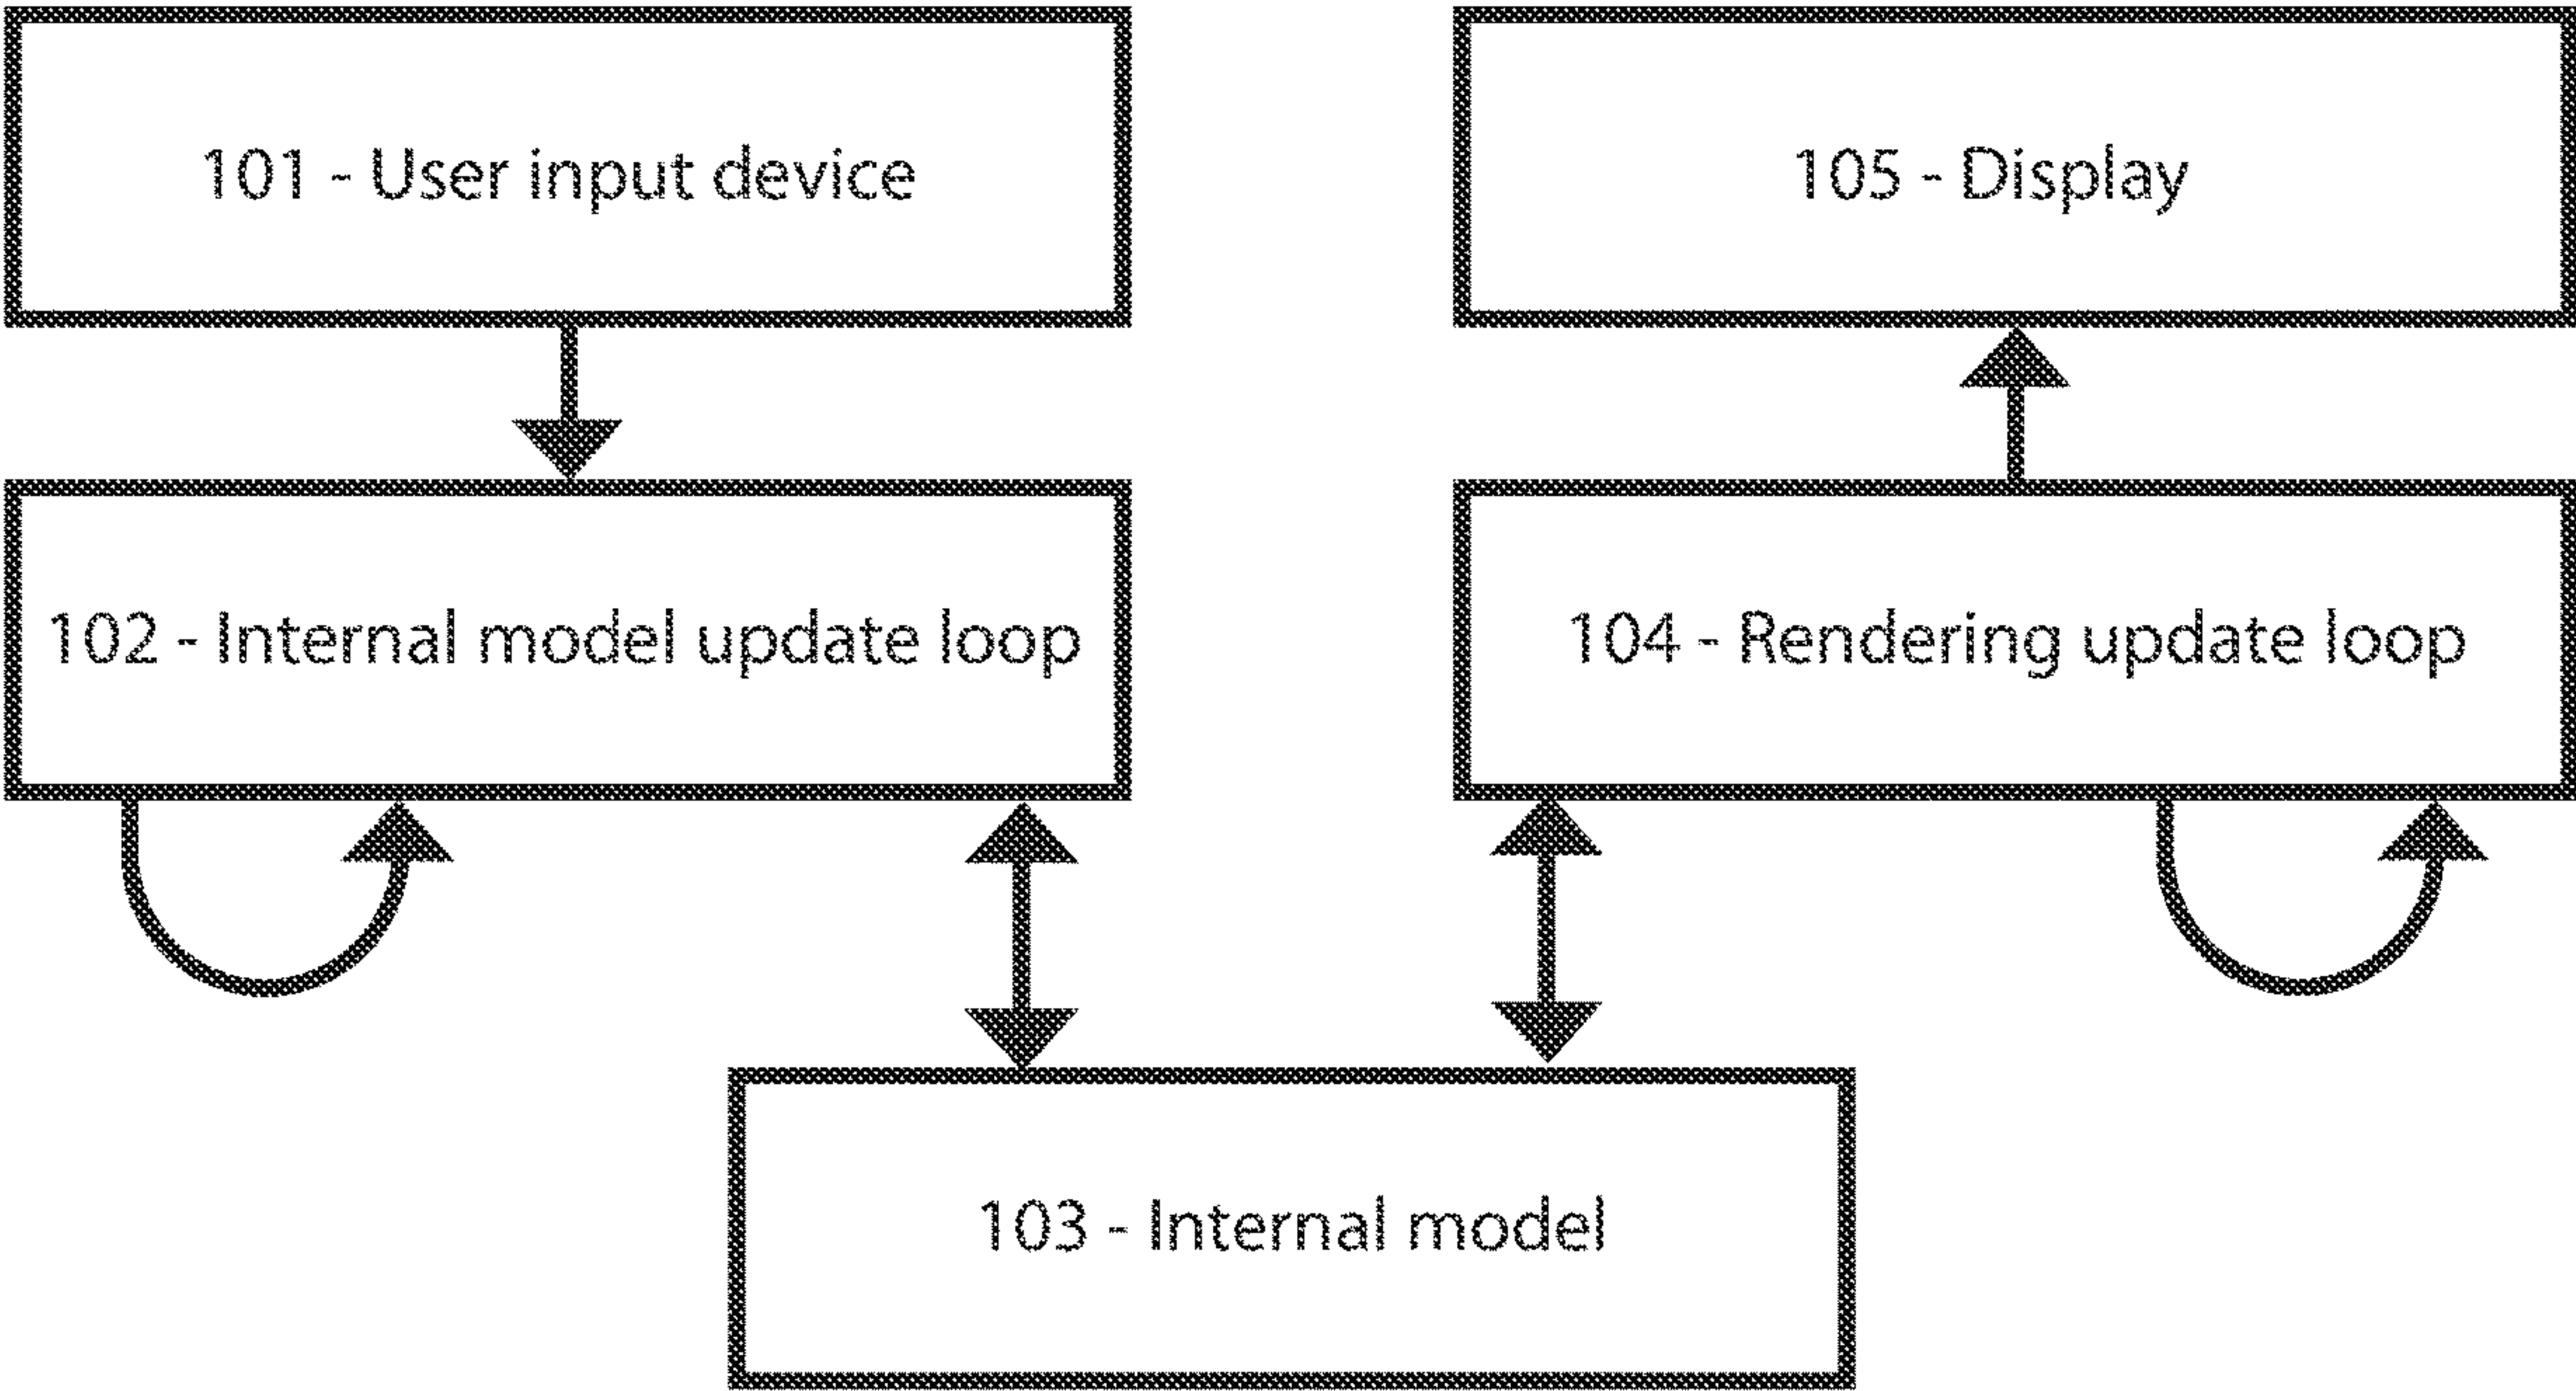 101 - User input device
105 - Display
102 - Internal model update loop
104 - Rendering update loop
103 - Internal model